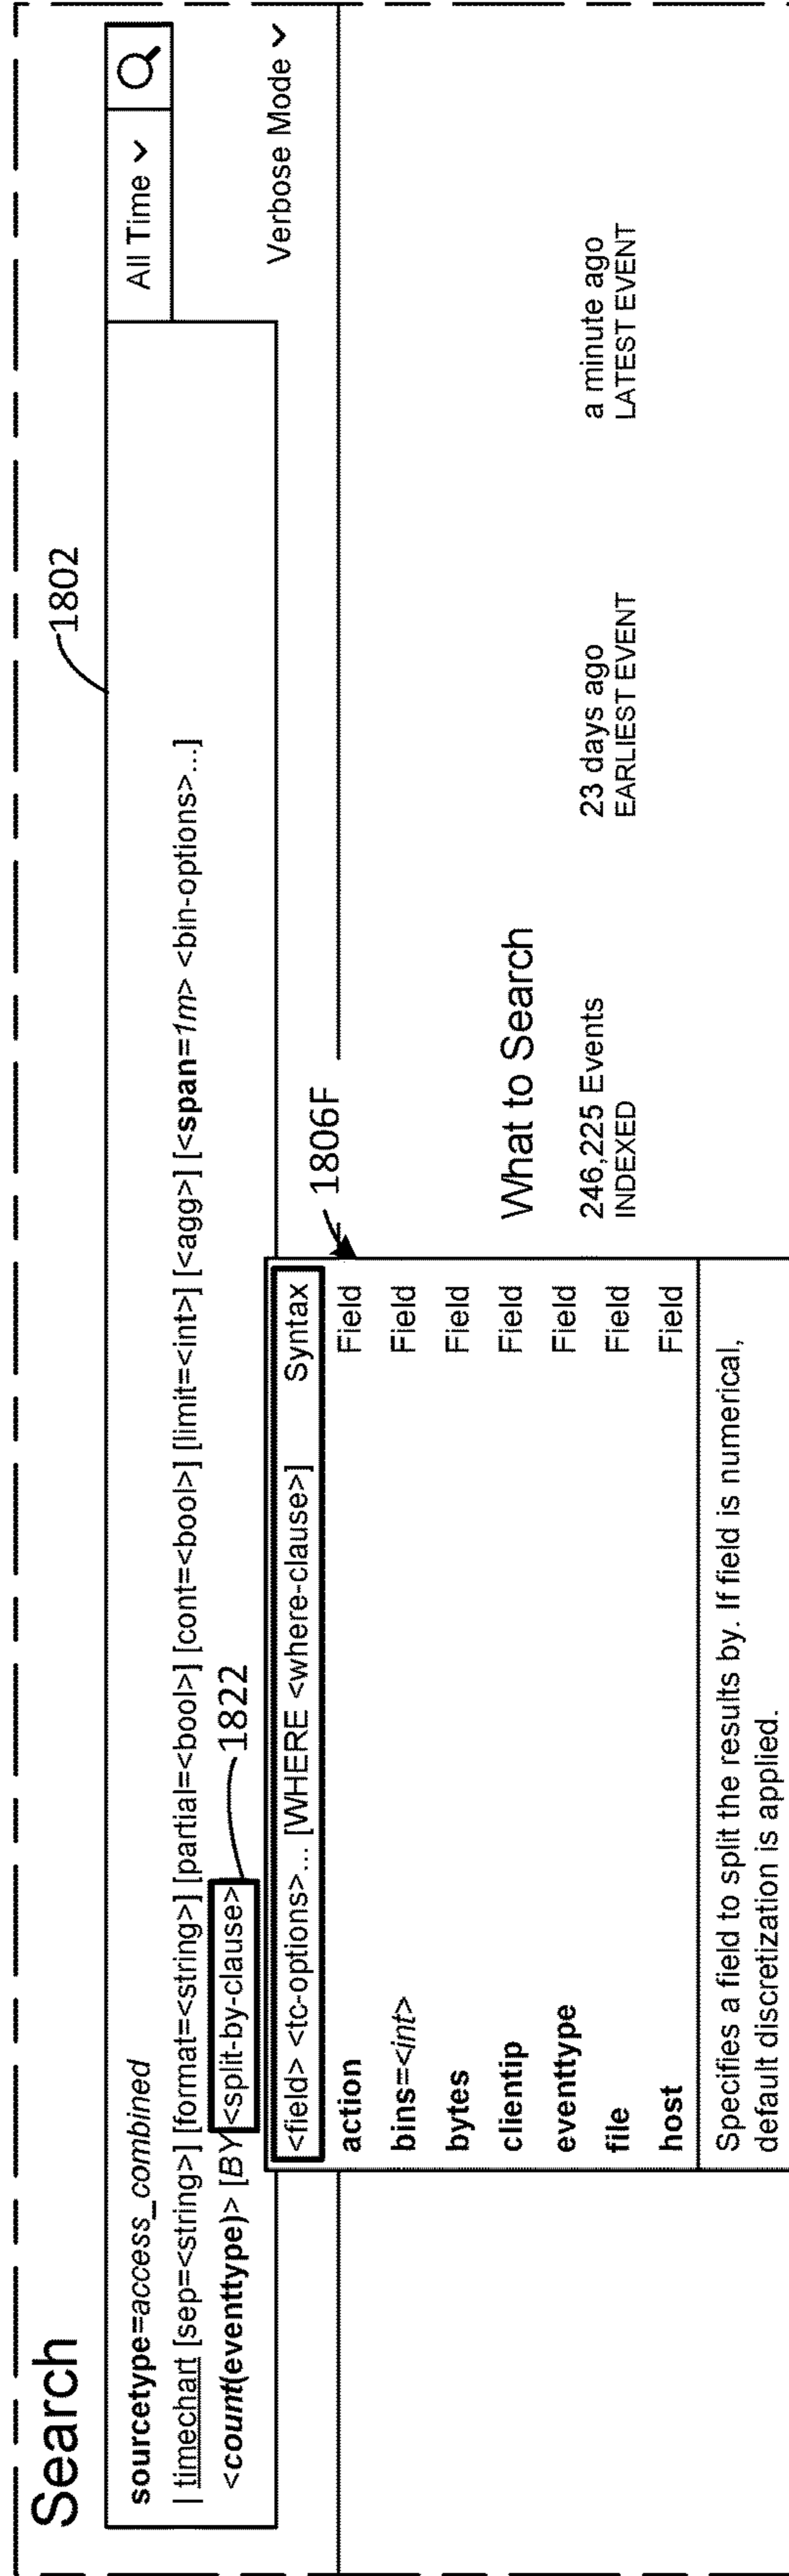 Search
1802
sourcetype=access_combined
| timechart [sep=<string>] [format=<string>] [partial=<bool>] [cont=<bool>] [limit=<int>] [<agg>] [<span=1m> <bin-options>...]
<count(eventtype)> [BY <split-by-clause>
All Time
Verbose Mode
1822
1806F
<field> <tc-options>... [WHERE <where-clause>] Syntax
action Field
bins=<int> Field
bytes Field
clientip Field
eventtype Field
file Field
host Field
Specifies a field to split the results by. If field is numerical,
default discretization is applied.
What to Search
246,225 Events
INDEXED
23 days ago
EARLIEST EVENT
a minute ago
LATEST EVENT